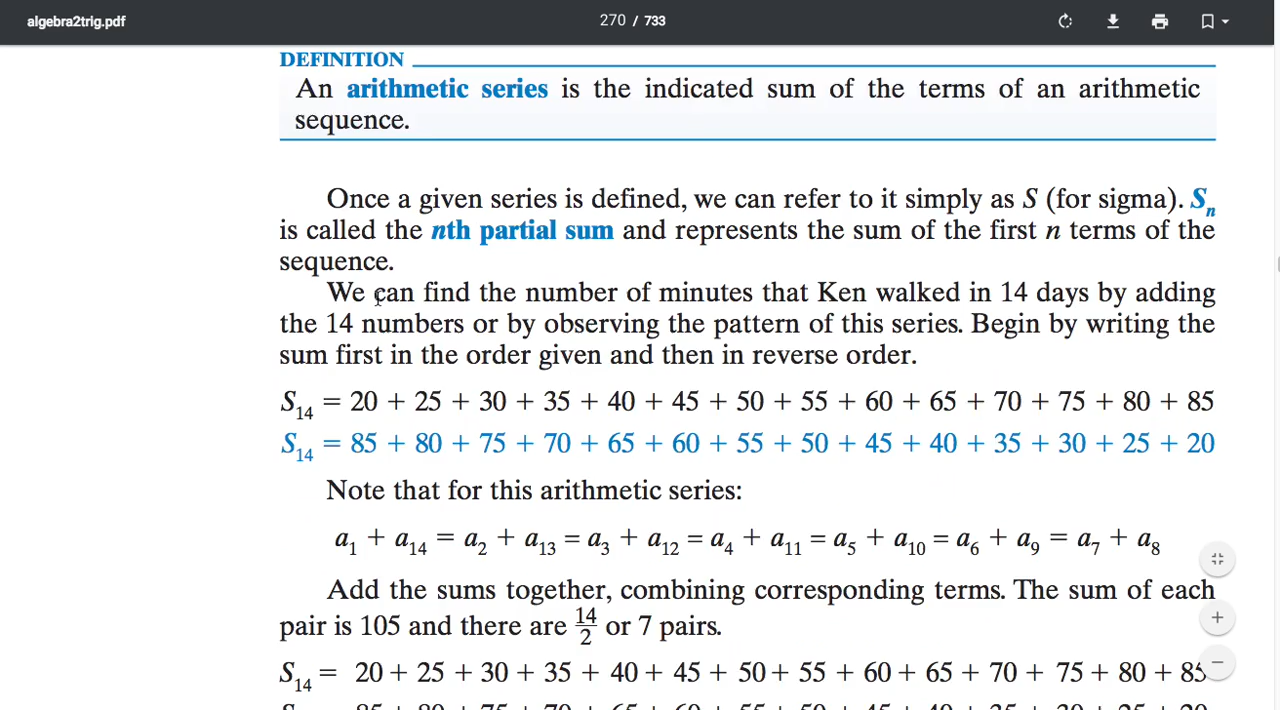 algebra2trig.pdf
270 / 733
DEFINITION
An arithmetic series is the indicated sum of the terms of an arithmetic
sequence.
Once a given series is defined, we can refer to it simply as S (for sigma). Sₙ
is called the nth partial sum and represents the sum of the first n terms of the
sequence.
We can find the number of minutes that Ken walked in 14 days by adding
the 14 numbers or by observing the pattern of this series. Begin by writing the
sum first in the order given and then in reverse order.
S₁₄ = 20 + 25 + 30 + 35 + 40 + 45 + 50 + 55 + 60 + 65 + 70 + 75 + 80 + 85
S₁₄ = 85 + 80 + 75 + 70 + 65 + 60 + 55 + 50 + 45 + 40 + 35 + 30 + 25 + 20
Note that for this arithmetic series:
a₁ + a₁₄ = a₂ + a₁₃ = a₃ + a₁₂ = a₄ + a₁₁ = a₅ + a₁₀ = a₆ + a₉ = a₇ + a₈
Add the sums together, combining corresponding terms. The sum of each
pair is 105 and there are 14/2 or 7 pairs.
S₁₄ = 20 + 25 + 30 + 35 + 40 + 45 + 50 + 55 + 60 + 65 + 70 + 75 + 80 + 85